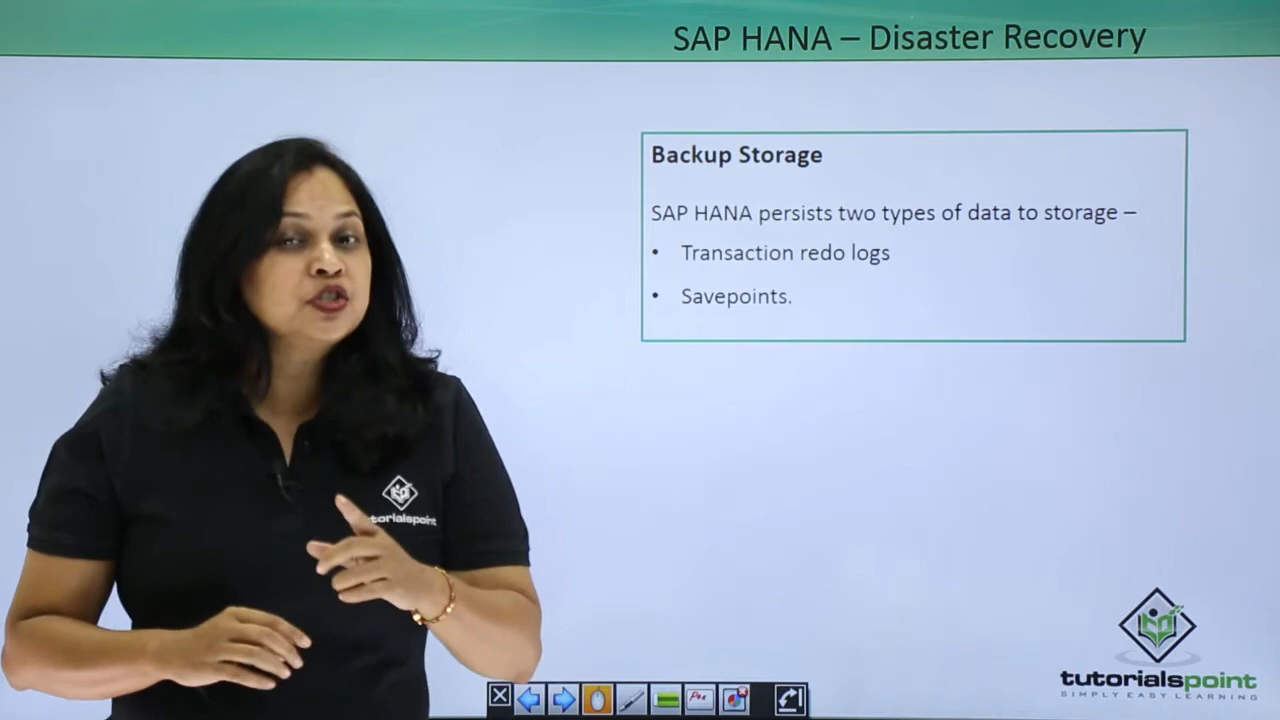 SAP HANA – Disaster Recovery
Backup Storage
SAP HANA persists two types of data to storage –
• Transaction redo logs
• Savepoints.
tutorialspoint
Pen
tutorialspoint
SIMPLY EASY LEARNING